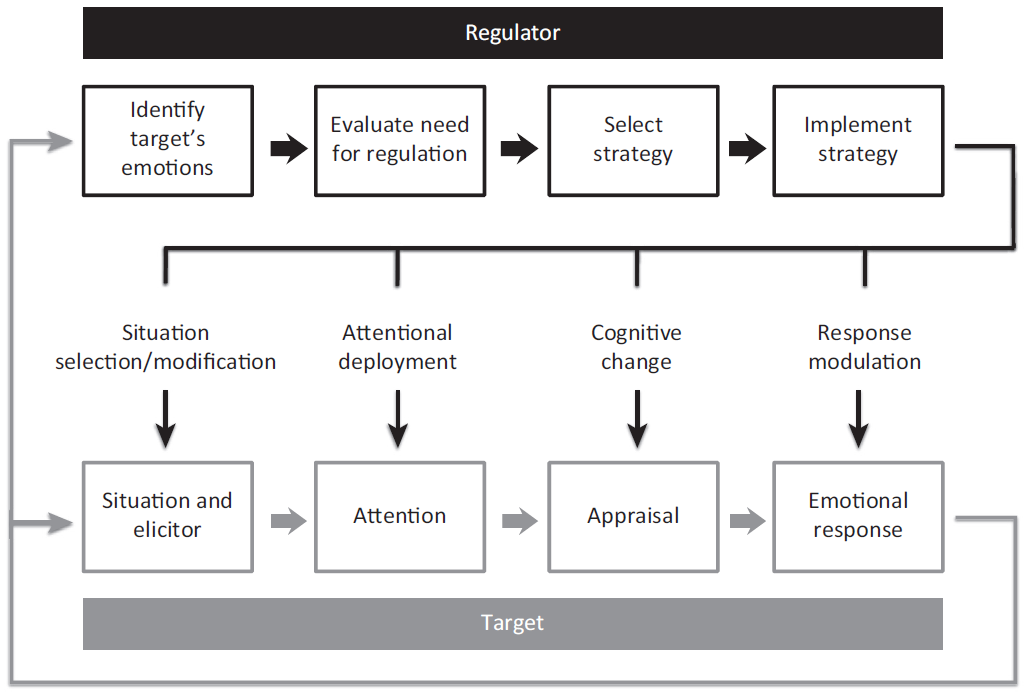 Regulator
Identify
target’s
emotions
Evaluate need
for regulation
Select
strategy
Implement
strategy
Situation
selection/modification
Attentional
deployment
Cognitive
change
Response
modulation
Situation and
elicitor
Attention
Appraisal
Emotional
response
Target